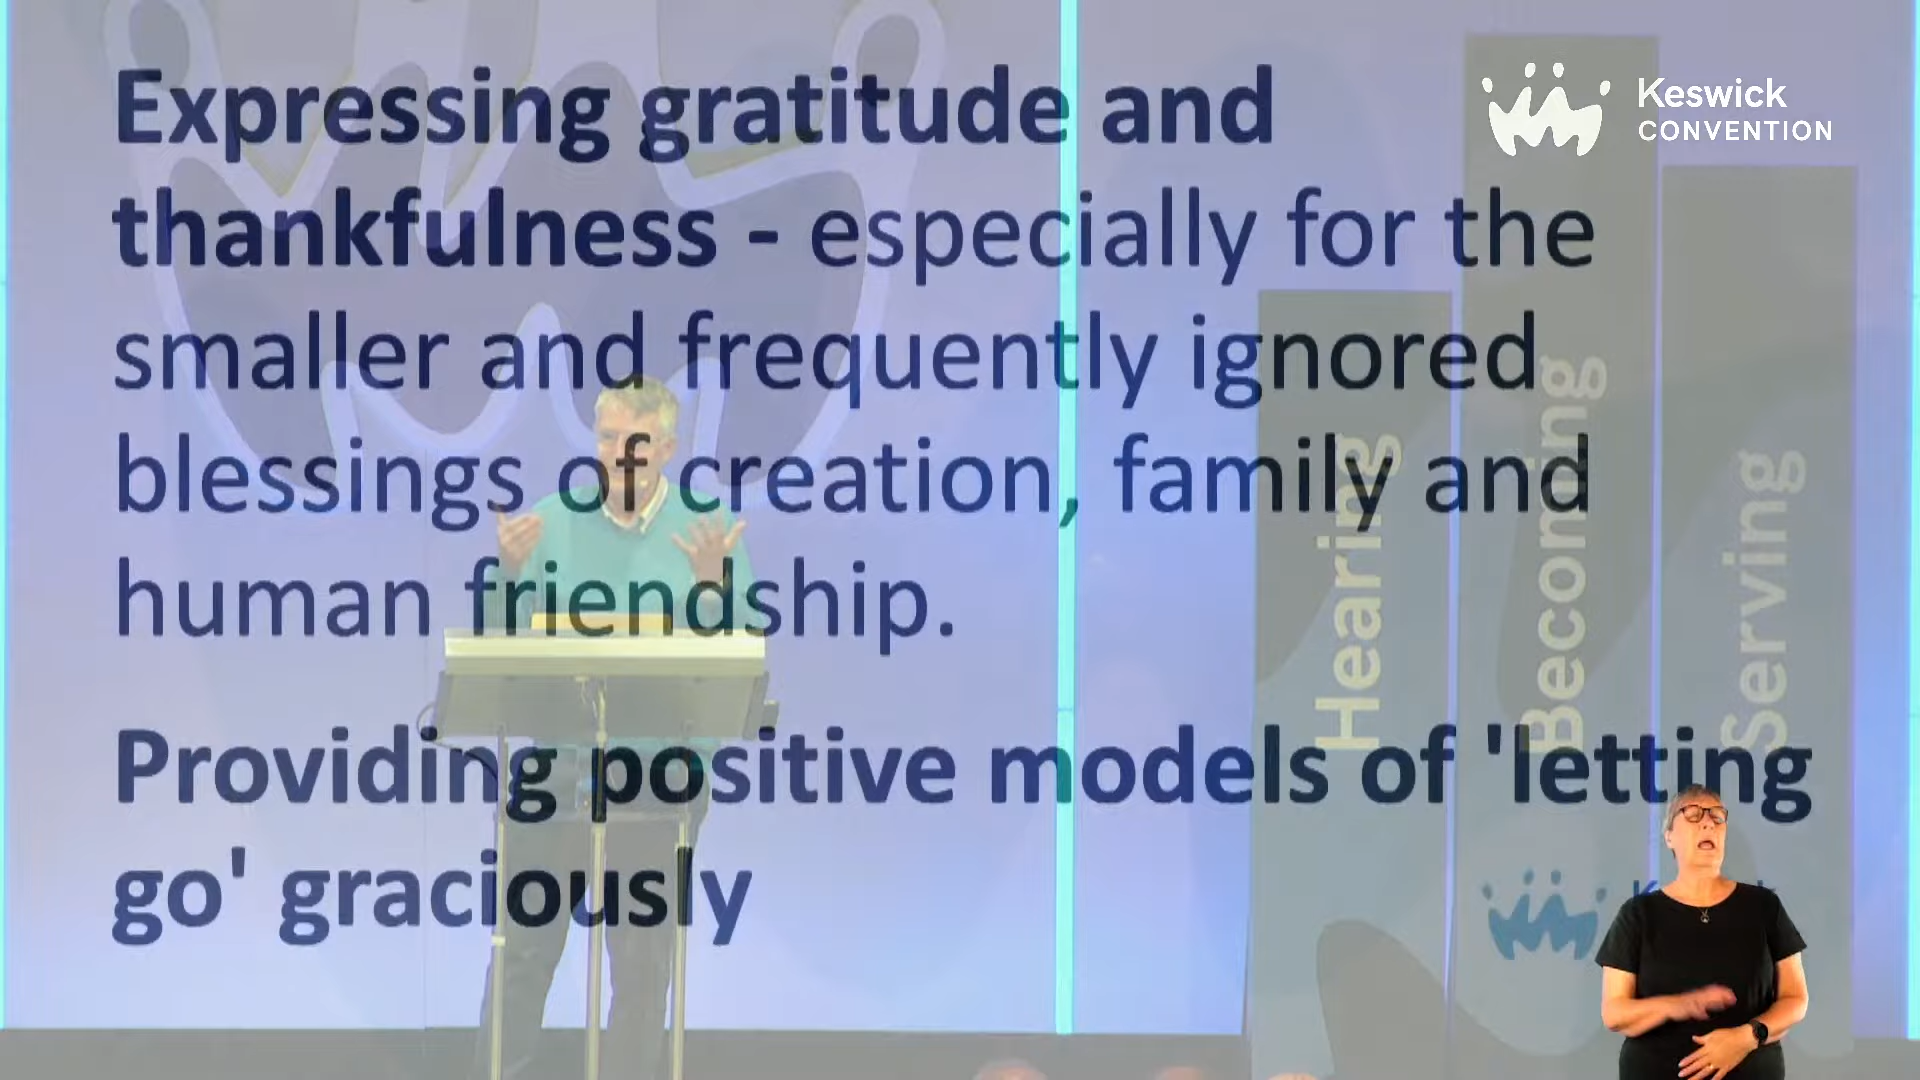 Expressing gratitude and
thankfulness - especially for the
smaller and frequently ignored
blessings of creation, family and
human friendship.
Providing positive models of 'letting
go' graciously
Keswick
CONVENTION
Hearing
Becoming
Serving